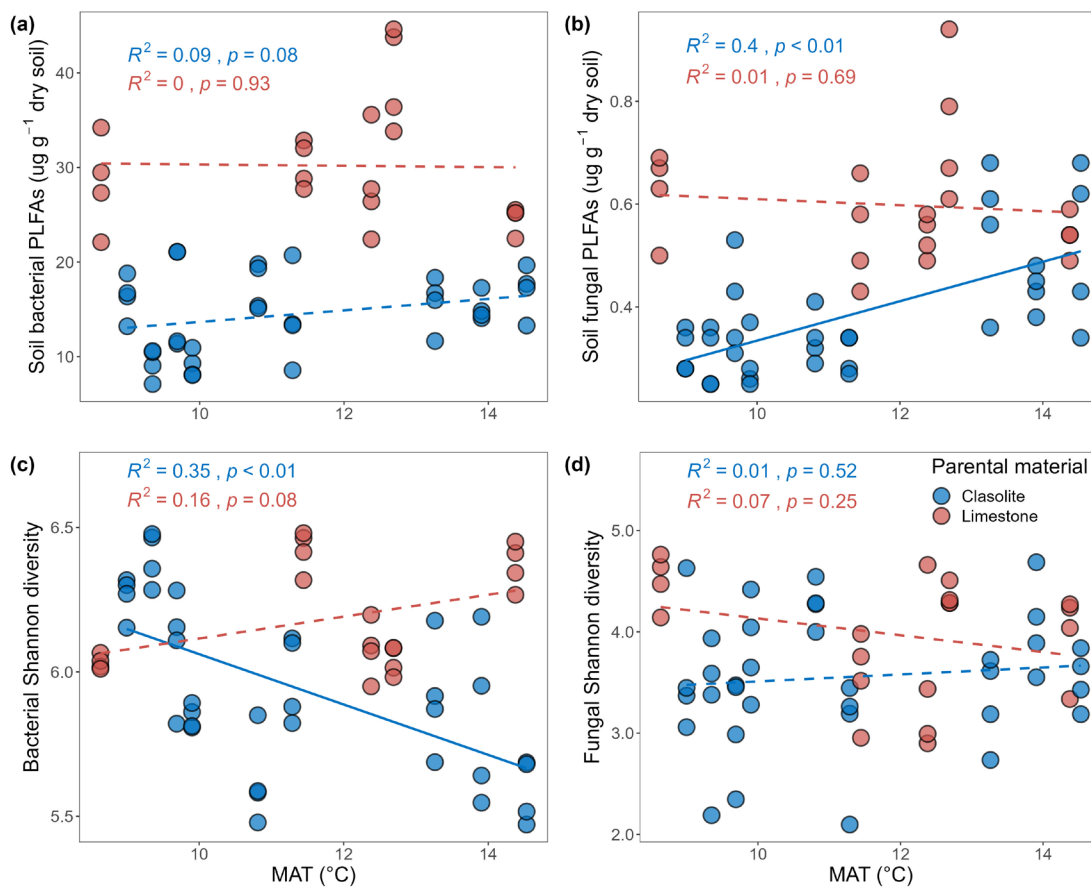 (a)
R² = 0.09 , p = 0.08
R² = 0 , p = 0.93
Soil bacterial PLFAs (ug g⁻¹ dry soil)
40
30
20
10
10
12
14
(b)
R² = 0.4 , p < 0.01
R² = 0.01 , p = 0.69
Soil fungal PLFAs (ug g⁻¹ dry soil)
0.8
0.6
0.4
0.2
10
12
14
(c)
R² = 0.35 , p < 0.01
R² = 0.16 , p = 0.08
Bacterial Shannon diversity
6.5
6.0
5.5
10
12
14
MAT (°C)
(d)
R² = 0.01 , p = 0.52
R² = 0.07 , p = 0.25
Parental material
Clasolite
Limestone
Fungal Shannon diversity
5.0
4.0
3.0
2.0
10
12
14
MAT (°C)